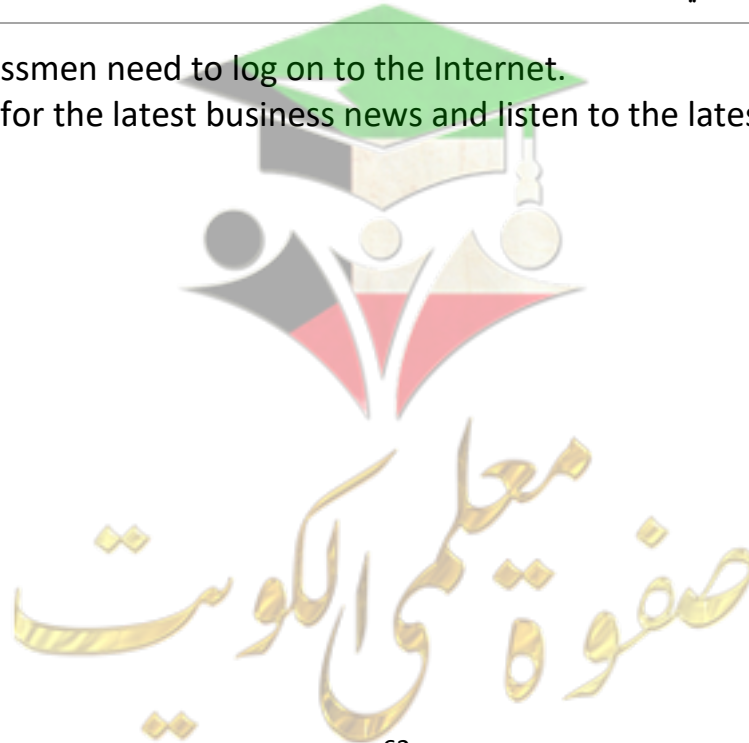 ssmen need to log on to the Internet.
for the latest business news and listen to the lates
صفوة معلمى الكويت